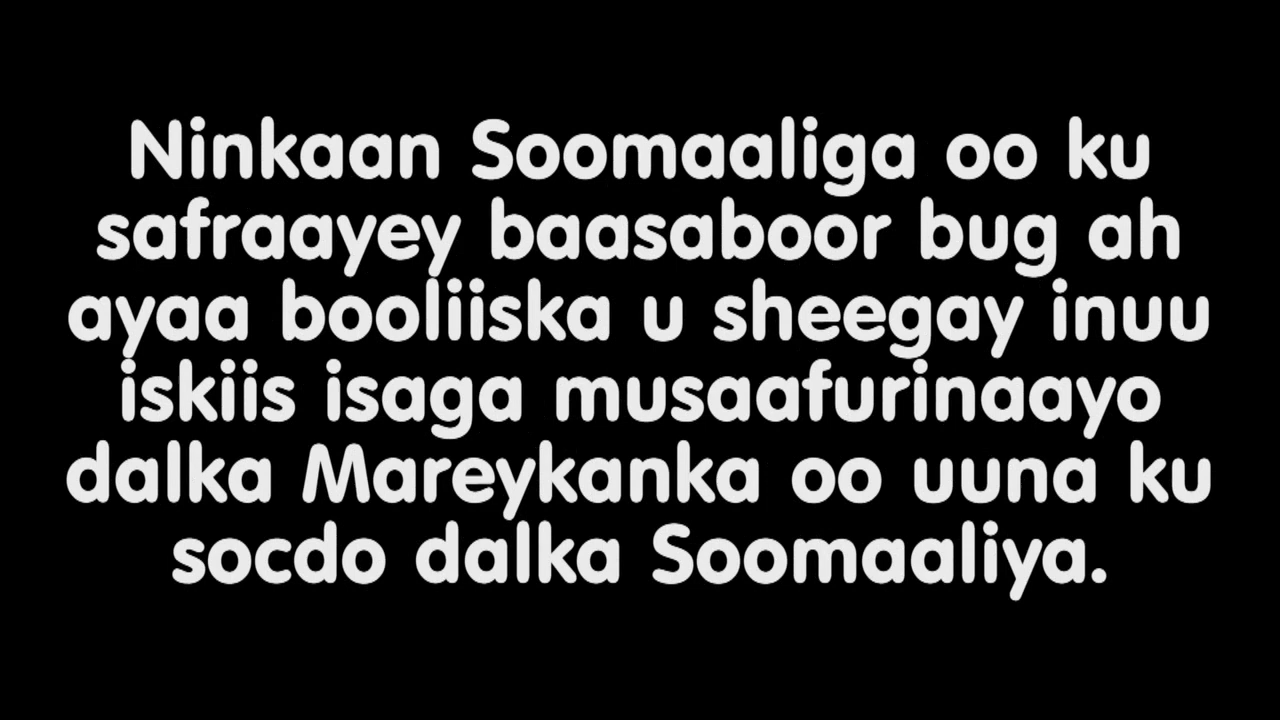 Ninkaan Soomaaliga oo ku
safraayey baasaboor bug ah
ayaa booliiska u sheegay inuu
iskiis isaga musaafurinaayo
dalka Mareykanka oo uuna ku
socdo dalka Soomaaliya.